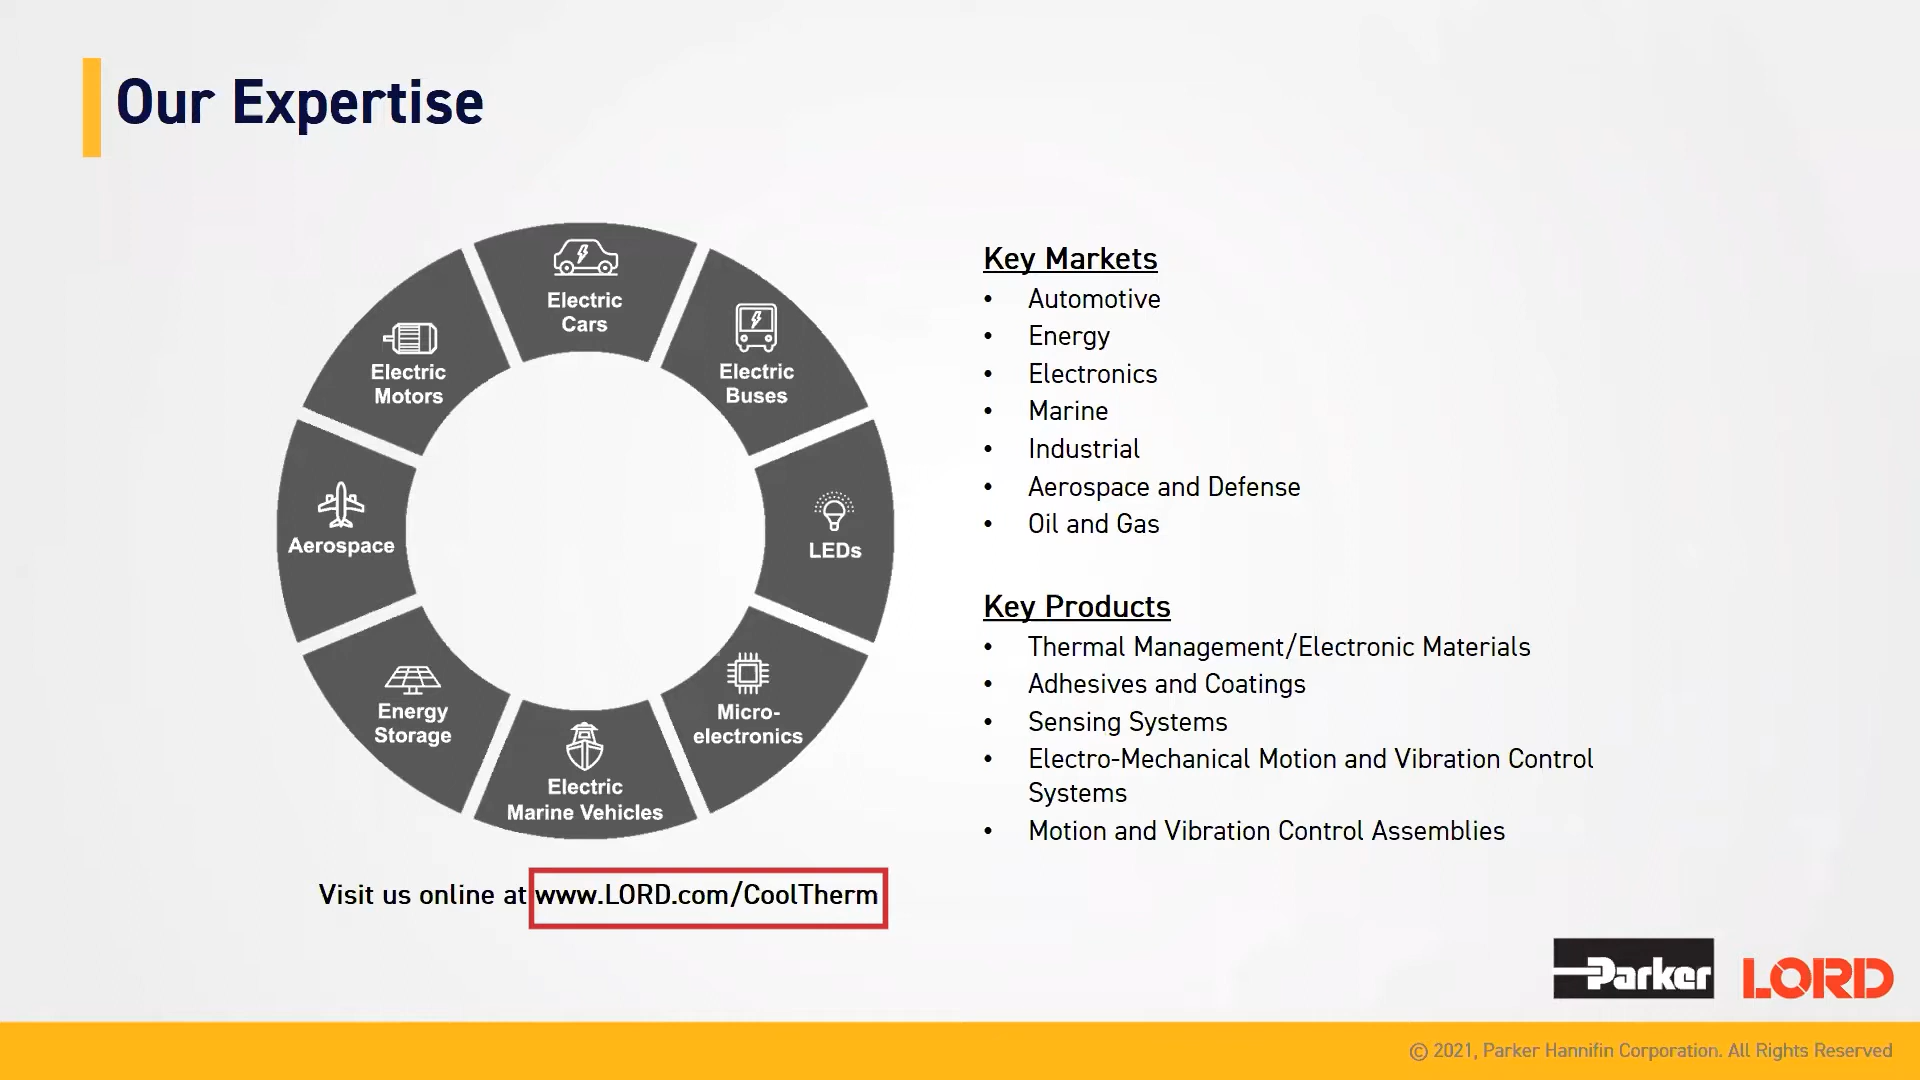 Our Expertise
Electric
Cars
Electric
Buses
LEDs
Micro-
electronics
Electric
Marine Vehicles
Energy
Storage
Aerospace
Electric
Motors
Visit us online at www.LORD.com/CoolTherm
Key Markets
• Automotive
• Energy
• Electronics
• Marine
• Industrial
• Aerospace and Defense
• Oil and Gas
Key Products
• Thermal Management/Electronic Materials
• Adhesives and Coatings
• Sensing Systems
• Electro-Mechanical Motion and Vibration Control
Systems
• Motion and Vibration Control Assemblies
Parker LORD
© 2021, Parker Hannifin Corporation. All Rights Reserved